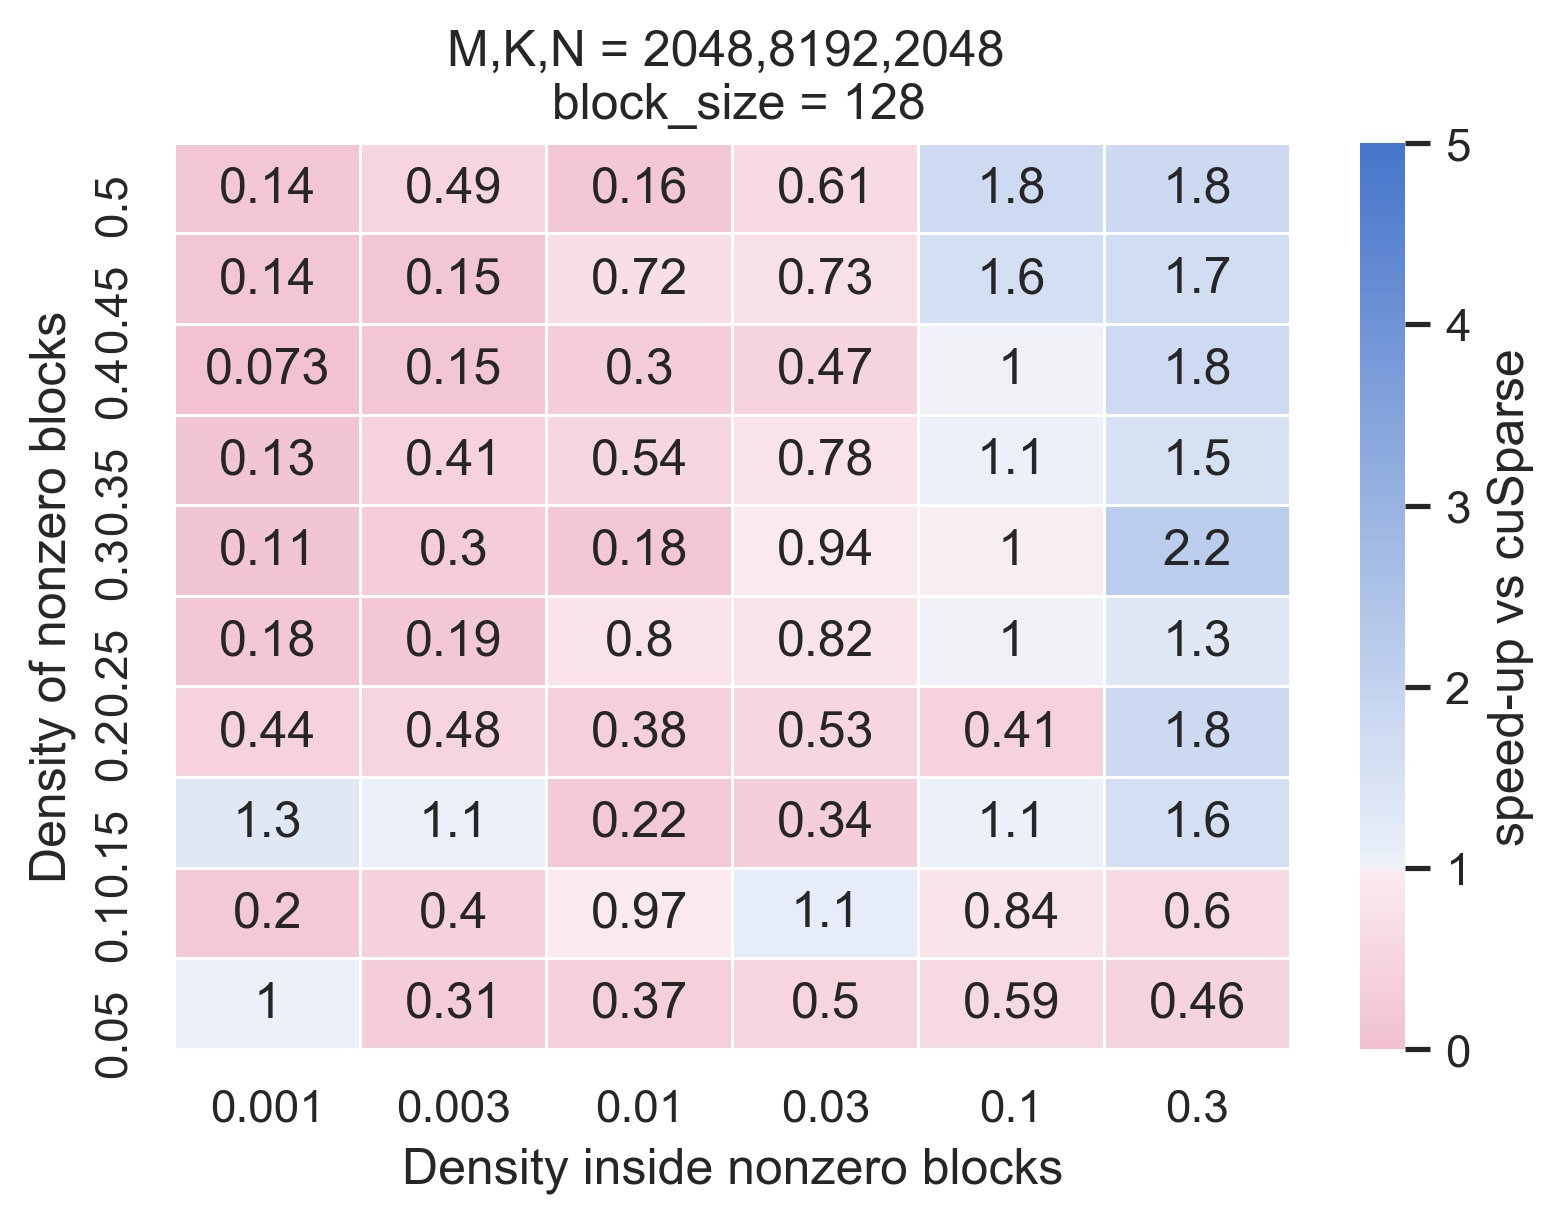 M,K,N = 2048,8192,2048
block_size = 128
Density of nonzero blocks
0.5 0.14 0.49 0.16 0.61 1.8 1.8
0.45 0.14 0.15 0.72 0.73 1.6 1.7
0.4 0.073 0.15 0.3 0.47 1 1.8
0.35 0.13 0.41 0.54 0.78 1.1 1.5
0.3 0.11 0.3 0.18 0.94 1 2.2
0.25 0.18 0.19 0.8 0.82 1 1.3
0.2 0.44 0.48 0.38 0.53 0.41 1.8
0.15 1.3 1.1 0.22 0.34 1.1 1.6
0.1 0.2 0.4 0.97 1.1 0.84 0.6
0.05 1 0.31 0.37 0.5 0.59 0.46
0.001 0.003 0.01 0.03 0.1 0.3
Density inside nonzero blocks
5
4
3
2
1
0
speed-up vs cuSparse